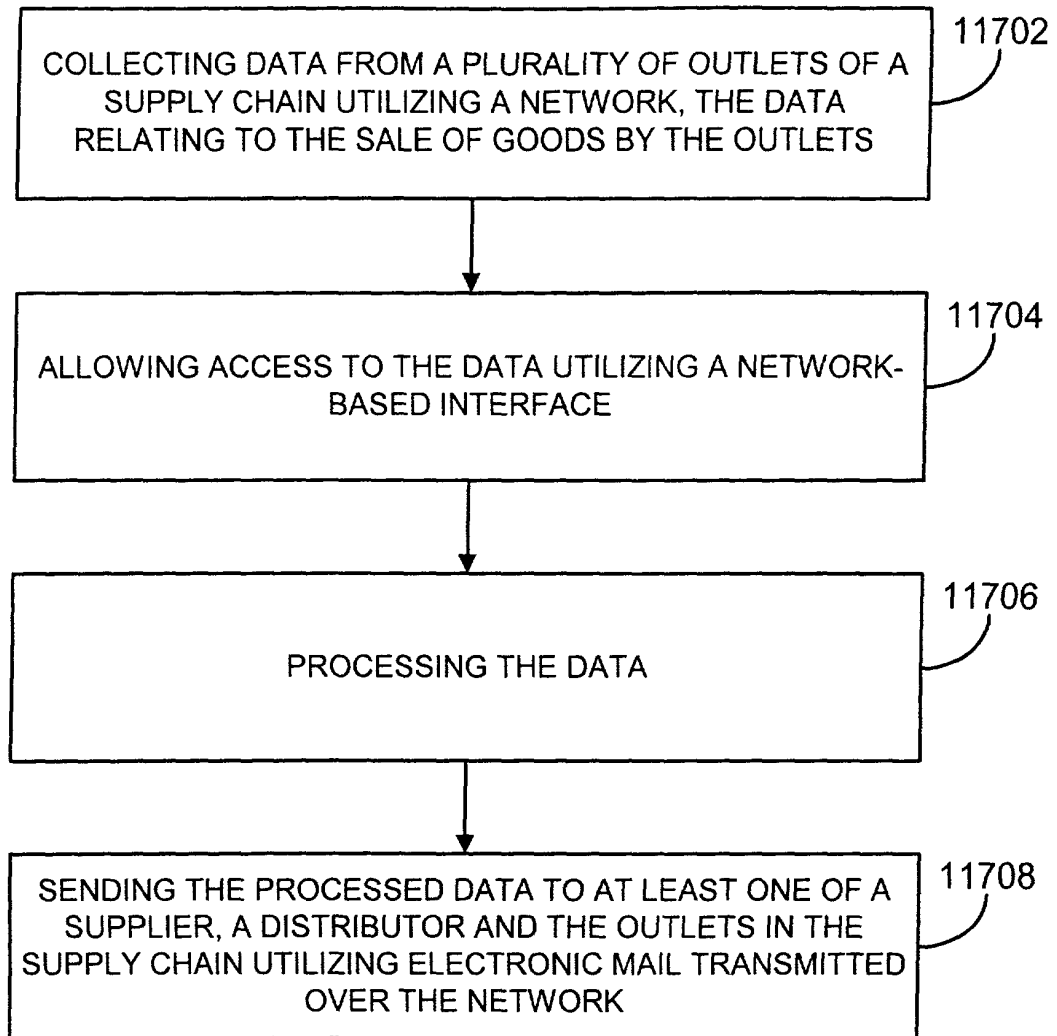 11702
COLLECTING DATA FROM A PLURALITY OF OUTLETS OF A
SUPPLY CHAIN UTILIZING A NETWORK, THE DATA
RELATING TO THE SALE OF GOODS BY THE OUTLETS
11704
ALLOWING ACCESS TO THE DATA UTILIZING A NETWORK-
BASED INTERFACE
11706
PROCESSING THE DATA
11708
SENDING THE PROCESSED DATA TO AT LEAST ONE OF A
SUPPLIER, A DISTRIBUTOR AND THE OUTLETS IN THE
SUPPLY CHAIN UTILIZING ELECTRONIC MAIL TRANSMITTED
OVER THE NETWORK